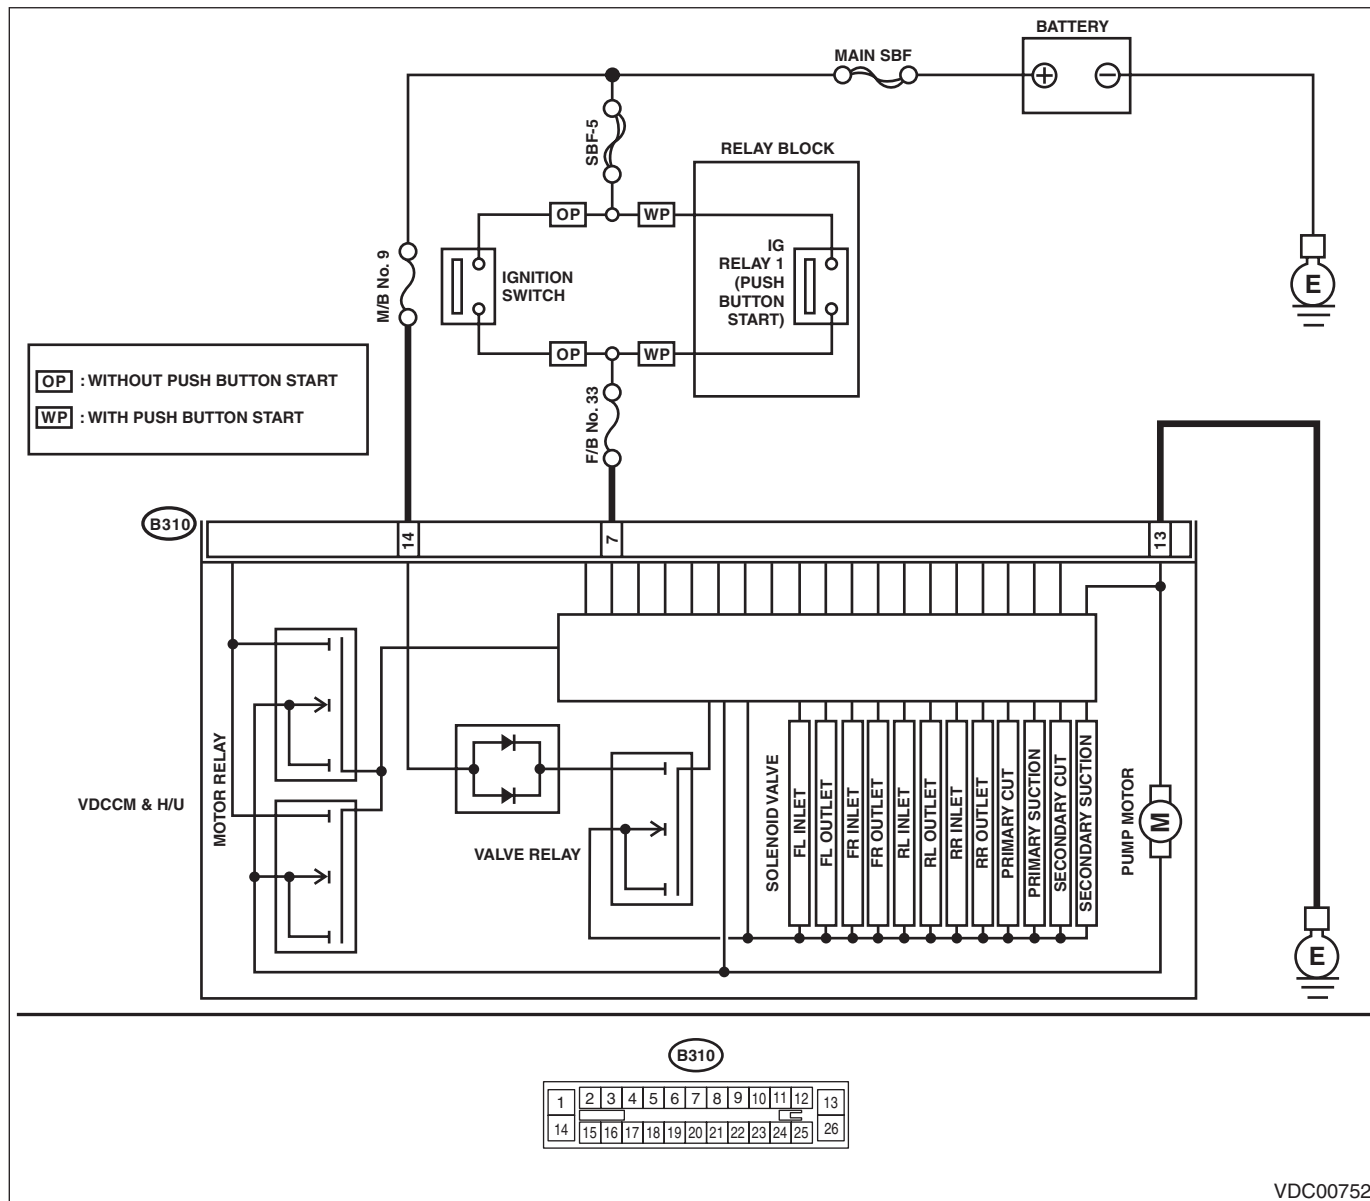 BATTERY
MAIN SBF
SBF-5
RELAY BLOCK
OP
WP
M/B No. 9
IGNITION
SWITCH
IG
RELAY 1
(PUSH
BUTTON
START)
E
OP
WP
OP : WITHOUT PUSH BUTTON START
WP : WITH PUSH BUTTON START
F/B No. 33
B310
14
7
13
MOTOR RELAY
VDCCM & H/U
VALVE RELAY
SOLENOID VALVE
FL INLET
FL OUTLET
FR INLET
FR OUTLET
RL INLET
RL OUTLET
RR INLET
RR OUTLET
PRIMARY CUT
PRIMARY SUCTION
SECONDARY CUT
SECONDARY SUCTION
PUMP MOTOR
M
E
B310
1 2 3 4 5 6 7 8 9 10 11 12 13
14 15 16 17 18 19 20 21 22 23 24 25 26
VDC00752